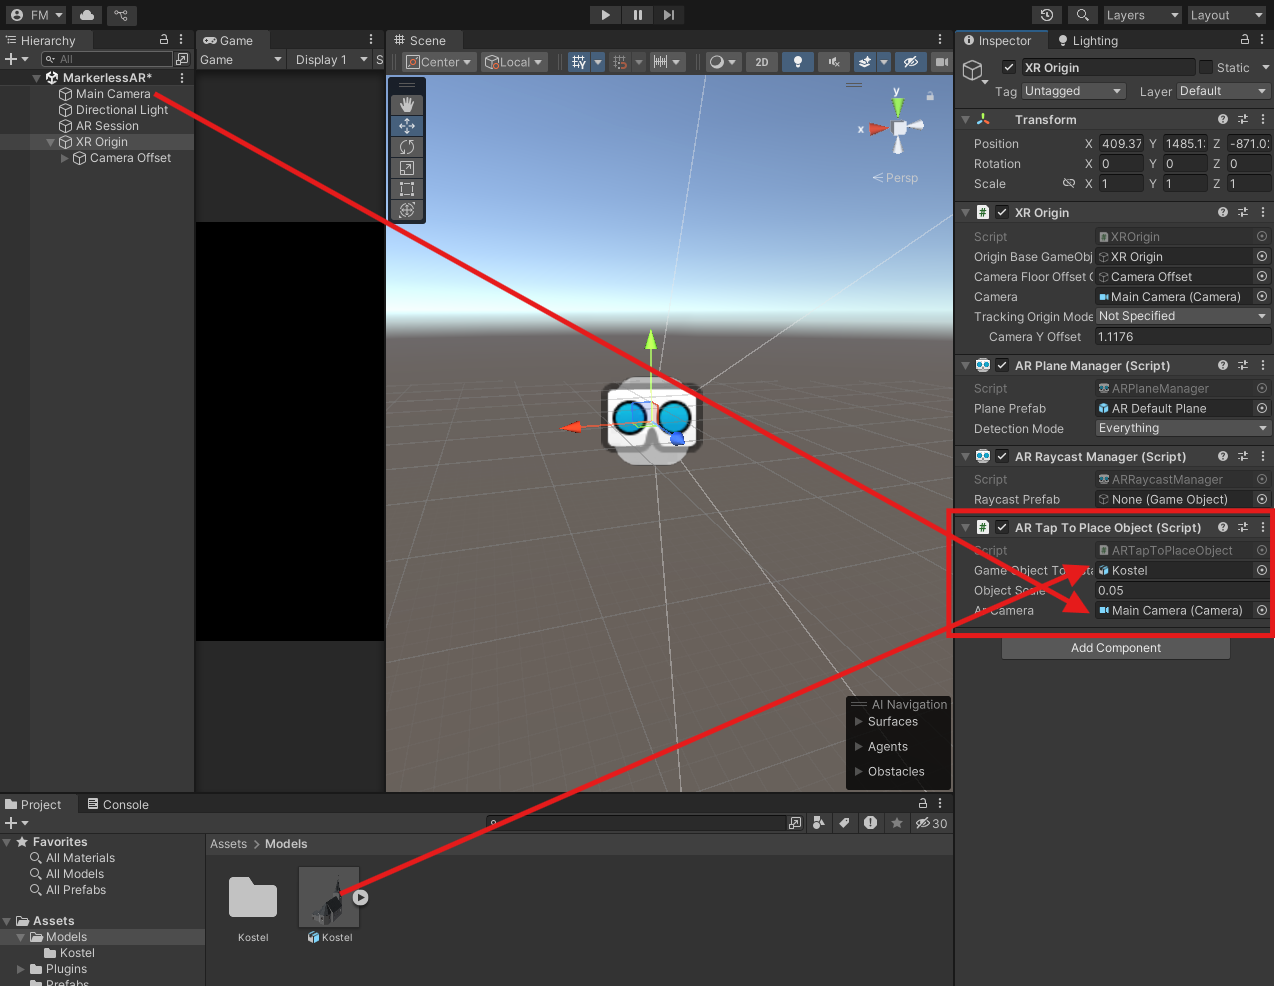 FM
Layers
Layout
Hierarchy
All
MarkerlessAR*
Main Camera
Directional Light
AR Session
XR Origin
Camera Offset
Game
Game
Display 1
S
Scene
Center
Local
2D
y
x
Persp
AI Navigation
Surfaces
Agents
Obstacles
Inspector
Lighting
XR Origin
Static
Tag
Untagged
Layer
Default
Transform
Position X 409.37 Y 1485.1 Z -871.0
Rotation X 0 Y 0 Z 0
Scale X 1 Y 1 Z 1
XR Origin
Script XROrigin
Origin Base GameObj XR Origin
Camera Floor Offset Camera Offset
Camera Main Camera (Camera)
Tracking Origin Mode Not Specified
Camera Y Offset 1.1176
AR Plane Manager (Script)
Script ARPlaneManager
Plane Prefab AR Default Plane
Detection Mode Everything
AR Raycast Manager (Script)
Script ARRaycastManager
Raycast Prefab None (Game Object)
AR Tap To Place Object (Script)
Script ARTapToPlaceObject
Game Object To Kostel
Object Scale 0.05
Ar Camera Main Camera (Camera)
Add Component
Project
Console
30
Favorites
All Materials
All Models
All Prefabs
Assets
Models
Kostel
Plugins
Prefabs
Assets > Models
Kostel
Kostel